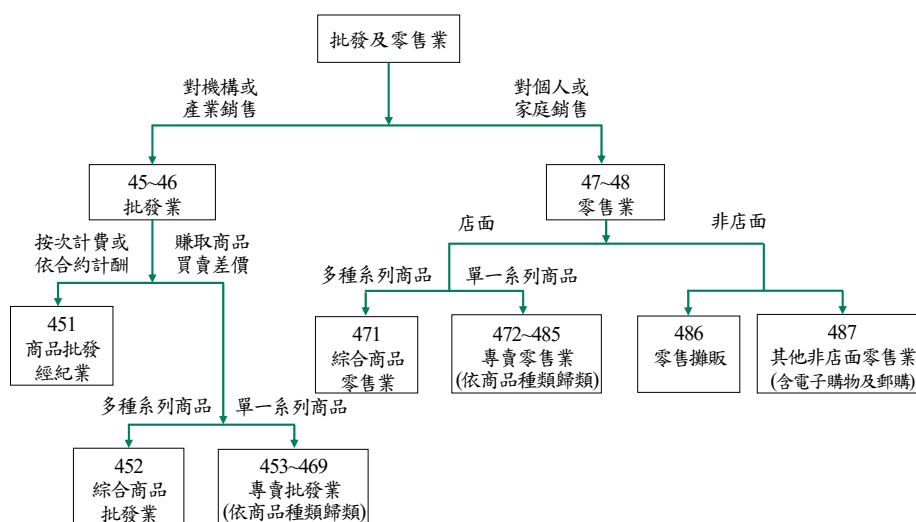 批發及零售業
對機構或
產業銷售
對個人或
家庭銷售
45~46
批發業
47~48
零售業
按次計費或
依合約計酬
賺取商品
買賣差價
店面
非店面
多種系列商品
單一系列商品
451
商品批發
經紀業
471
綜合商品
零售業
472~485
專賣零售業
(依商品種類歸類)
486
零售攤販
487
其他非店面零售業
(含電子購物及郵購)
多種系列商品
單一系列商品
452
綜合商品
批發業
453~469
專賣批發業
(依商品種類歸類)